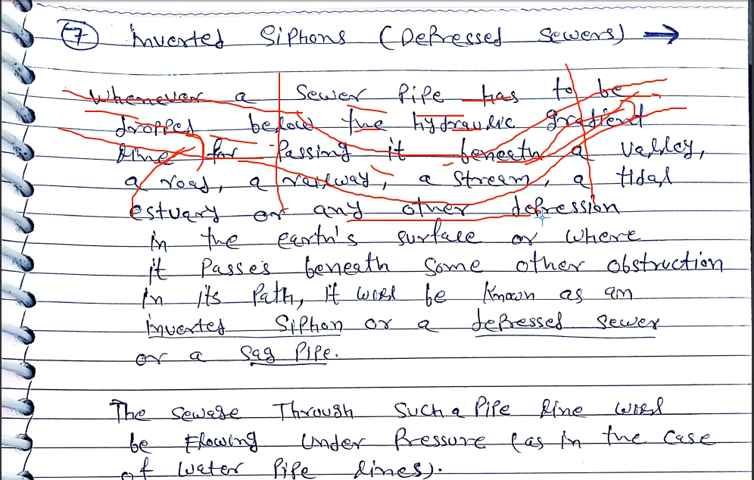 ⑦ Inverted Siphons (Depressed Sewers) →
Whenever a Sewer Pipe has to be
dropped below the hydraulic gradient
line for Passing it beneath a valley,
a road, a railway, a stream, a tidal
estuary or any other depression
in the earth's surface or where
it Passes beneath some other obstruction
in its Path, it will be known as an
inverted Siphon or a depressed sewer
or a Sag Pipe.
The sewage Through Such a Pipe line will
be Flowing Under Pressure (as in the case
of water Pipe lines).